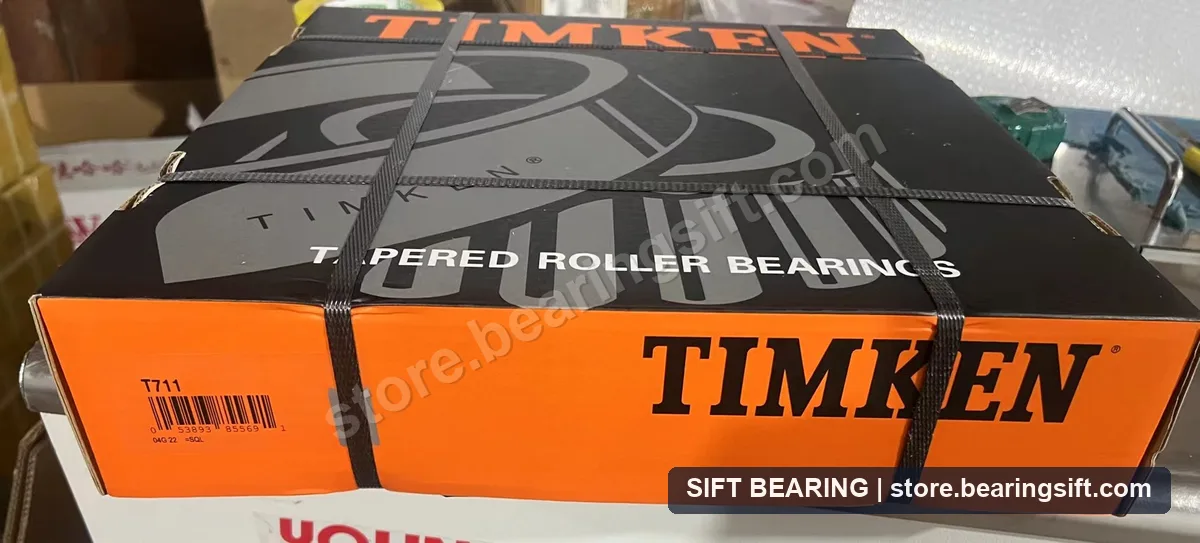 TIMKEN®
TIMKEN®
TAPERED ROLLER BEARINGS
store.bearingsift.com
TIMKEN®
T711
0 53893 85569 1
04G 22 =SQL
SIFT BEARING | store.bearingsift.com